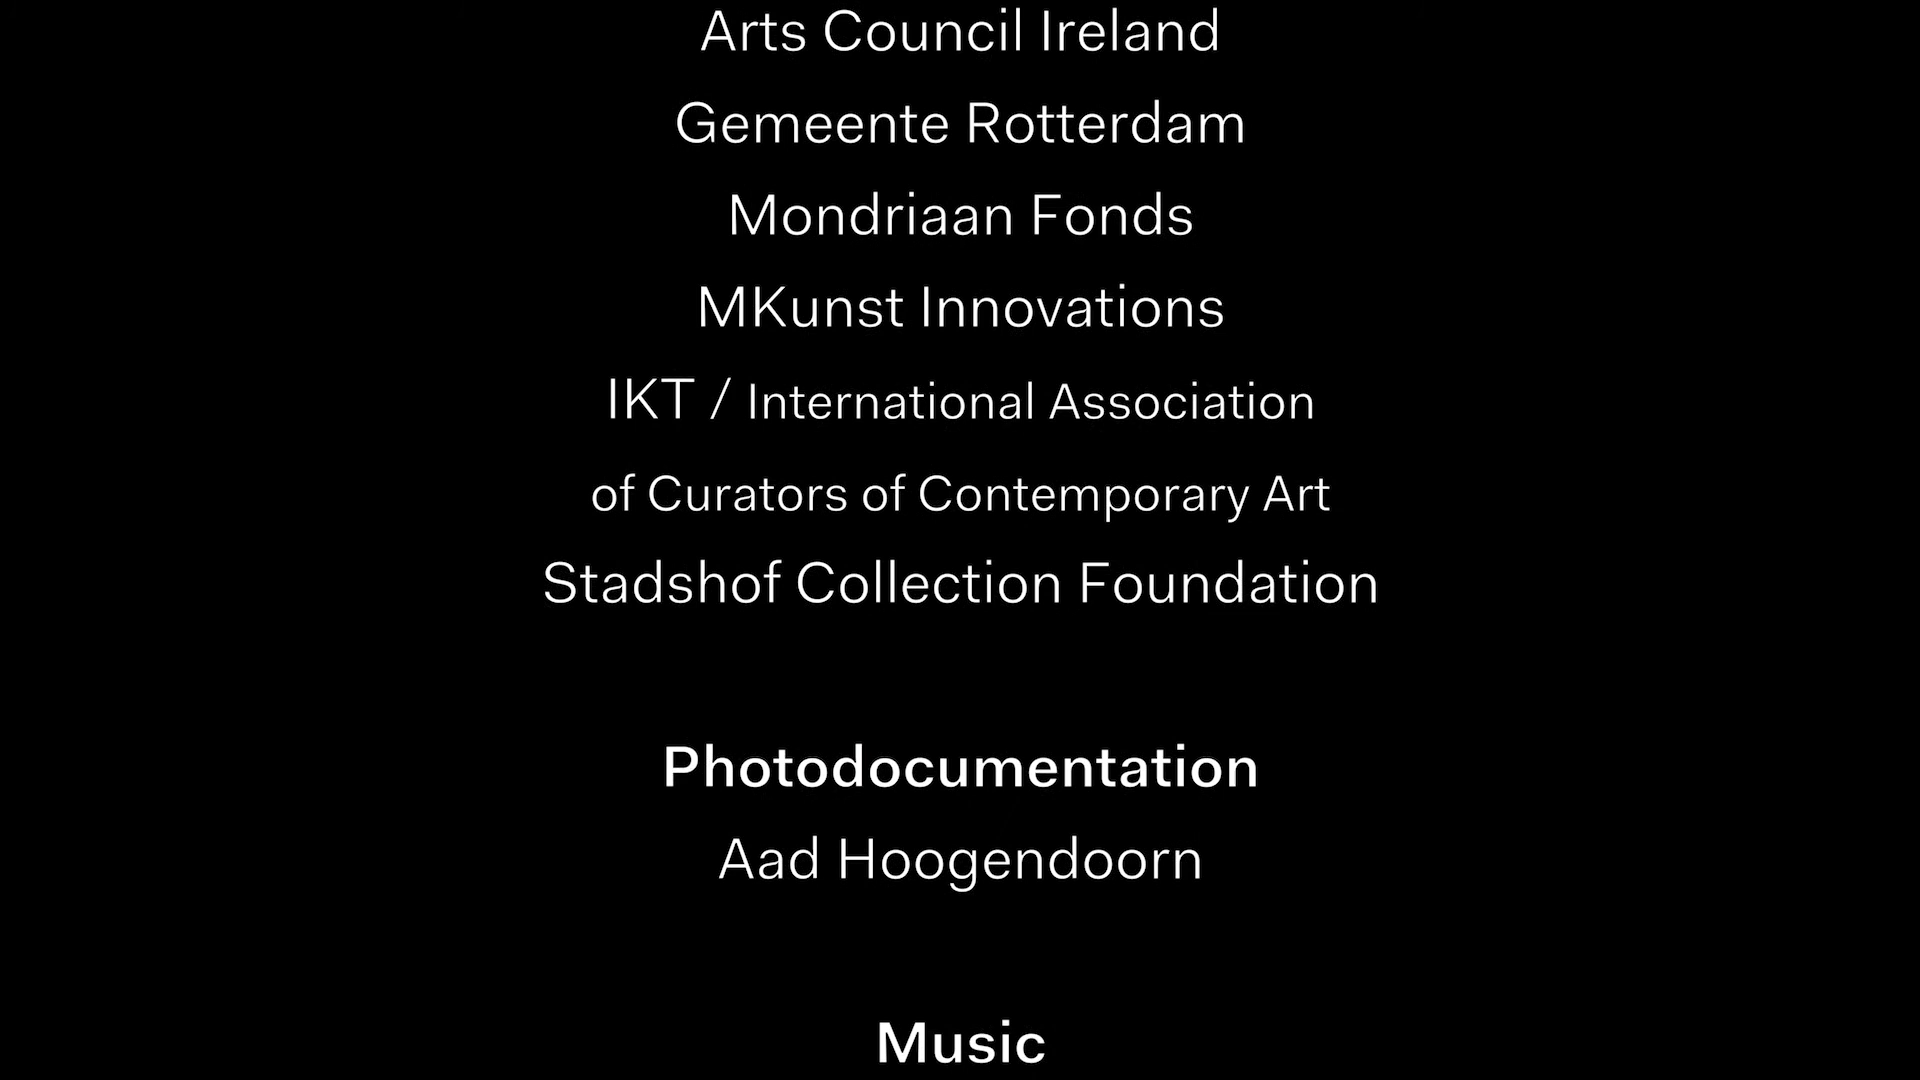 Arts Council Ireland
Gemeente Rotterdam
Mondriaan Fonds
MKunst Innovations
IKT / International Association
of Curators of Contemporary Art
Stadshof Collection Foundation
Photodocumentation
Aad Hoogendoorn
Music